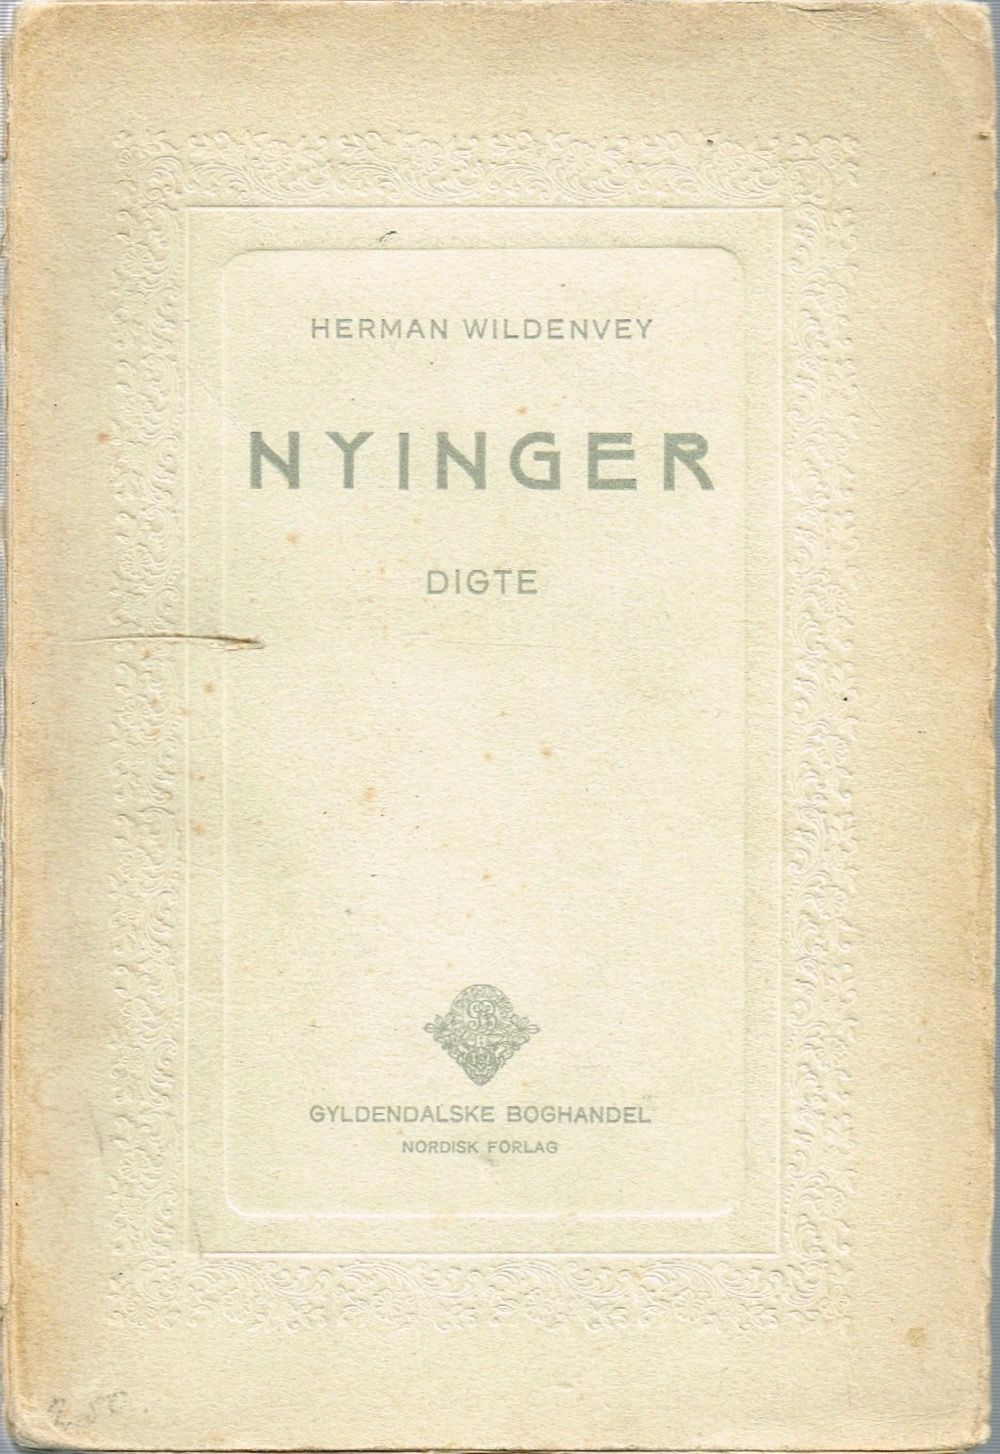 HERMAN WILDENVEY
NYINGER
DIGTE
GYLDENDALSKE BOGHANDEL
NORDISK FORLAG